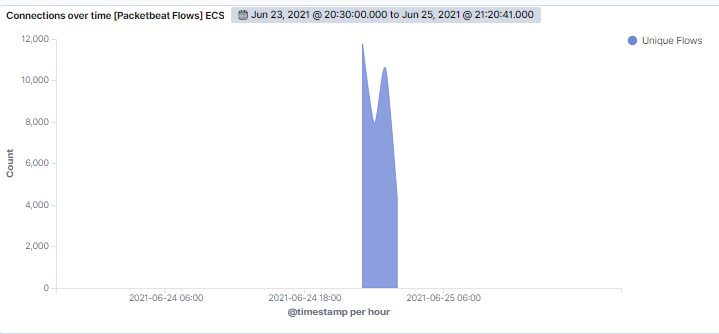 Connections over time [Packetbeat Flows] ECS Jun 23, 2021 @ 20:30:00.000 to Jun 25, 2021 @ 21:20:41.000
Unique Flows
12,000
10,000
8,000
6,000
4,000
2,000
0
Count
2021-06-24 06:00 2021-06-24 18:00 2021-06-25 06:00
@timestamp per hour